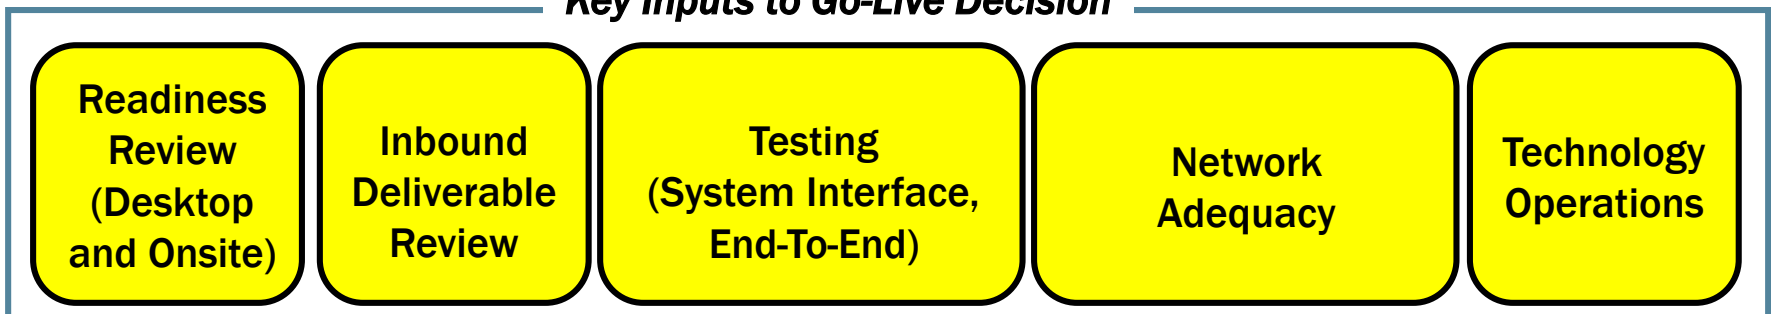 Key Inputs to Go-Live Decision
Readiness
Review
(Desktop
and Onsite)
Inbound
Deliverable
Review
Testing
(System Interface,
End-To-End)
Network
Adequacy
Technology
Operations